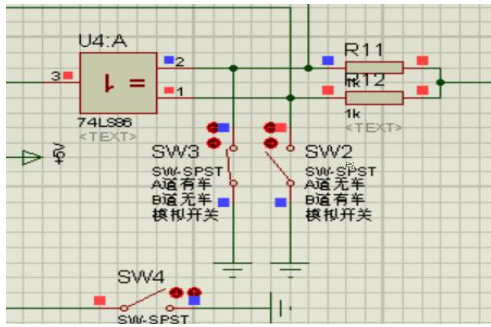 U4:A
3
2
1
=1
74LS86
<TEXT>
R11
1k
R12
1k
<TEXT>
+5V
SW3
SW-SPST
A道有车
B道无车
模拟开关
SW2
SW-SPST
A道无车
B道有车
模拟开关
SW4
SW-SPST